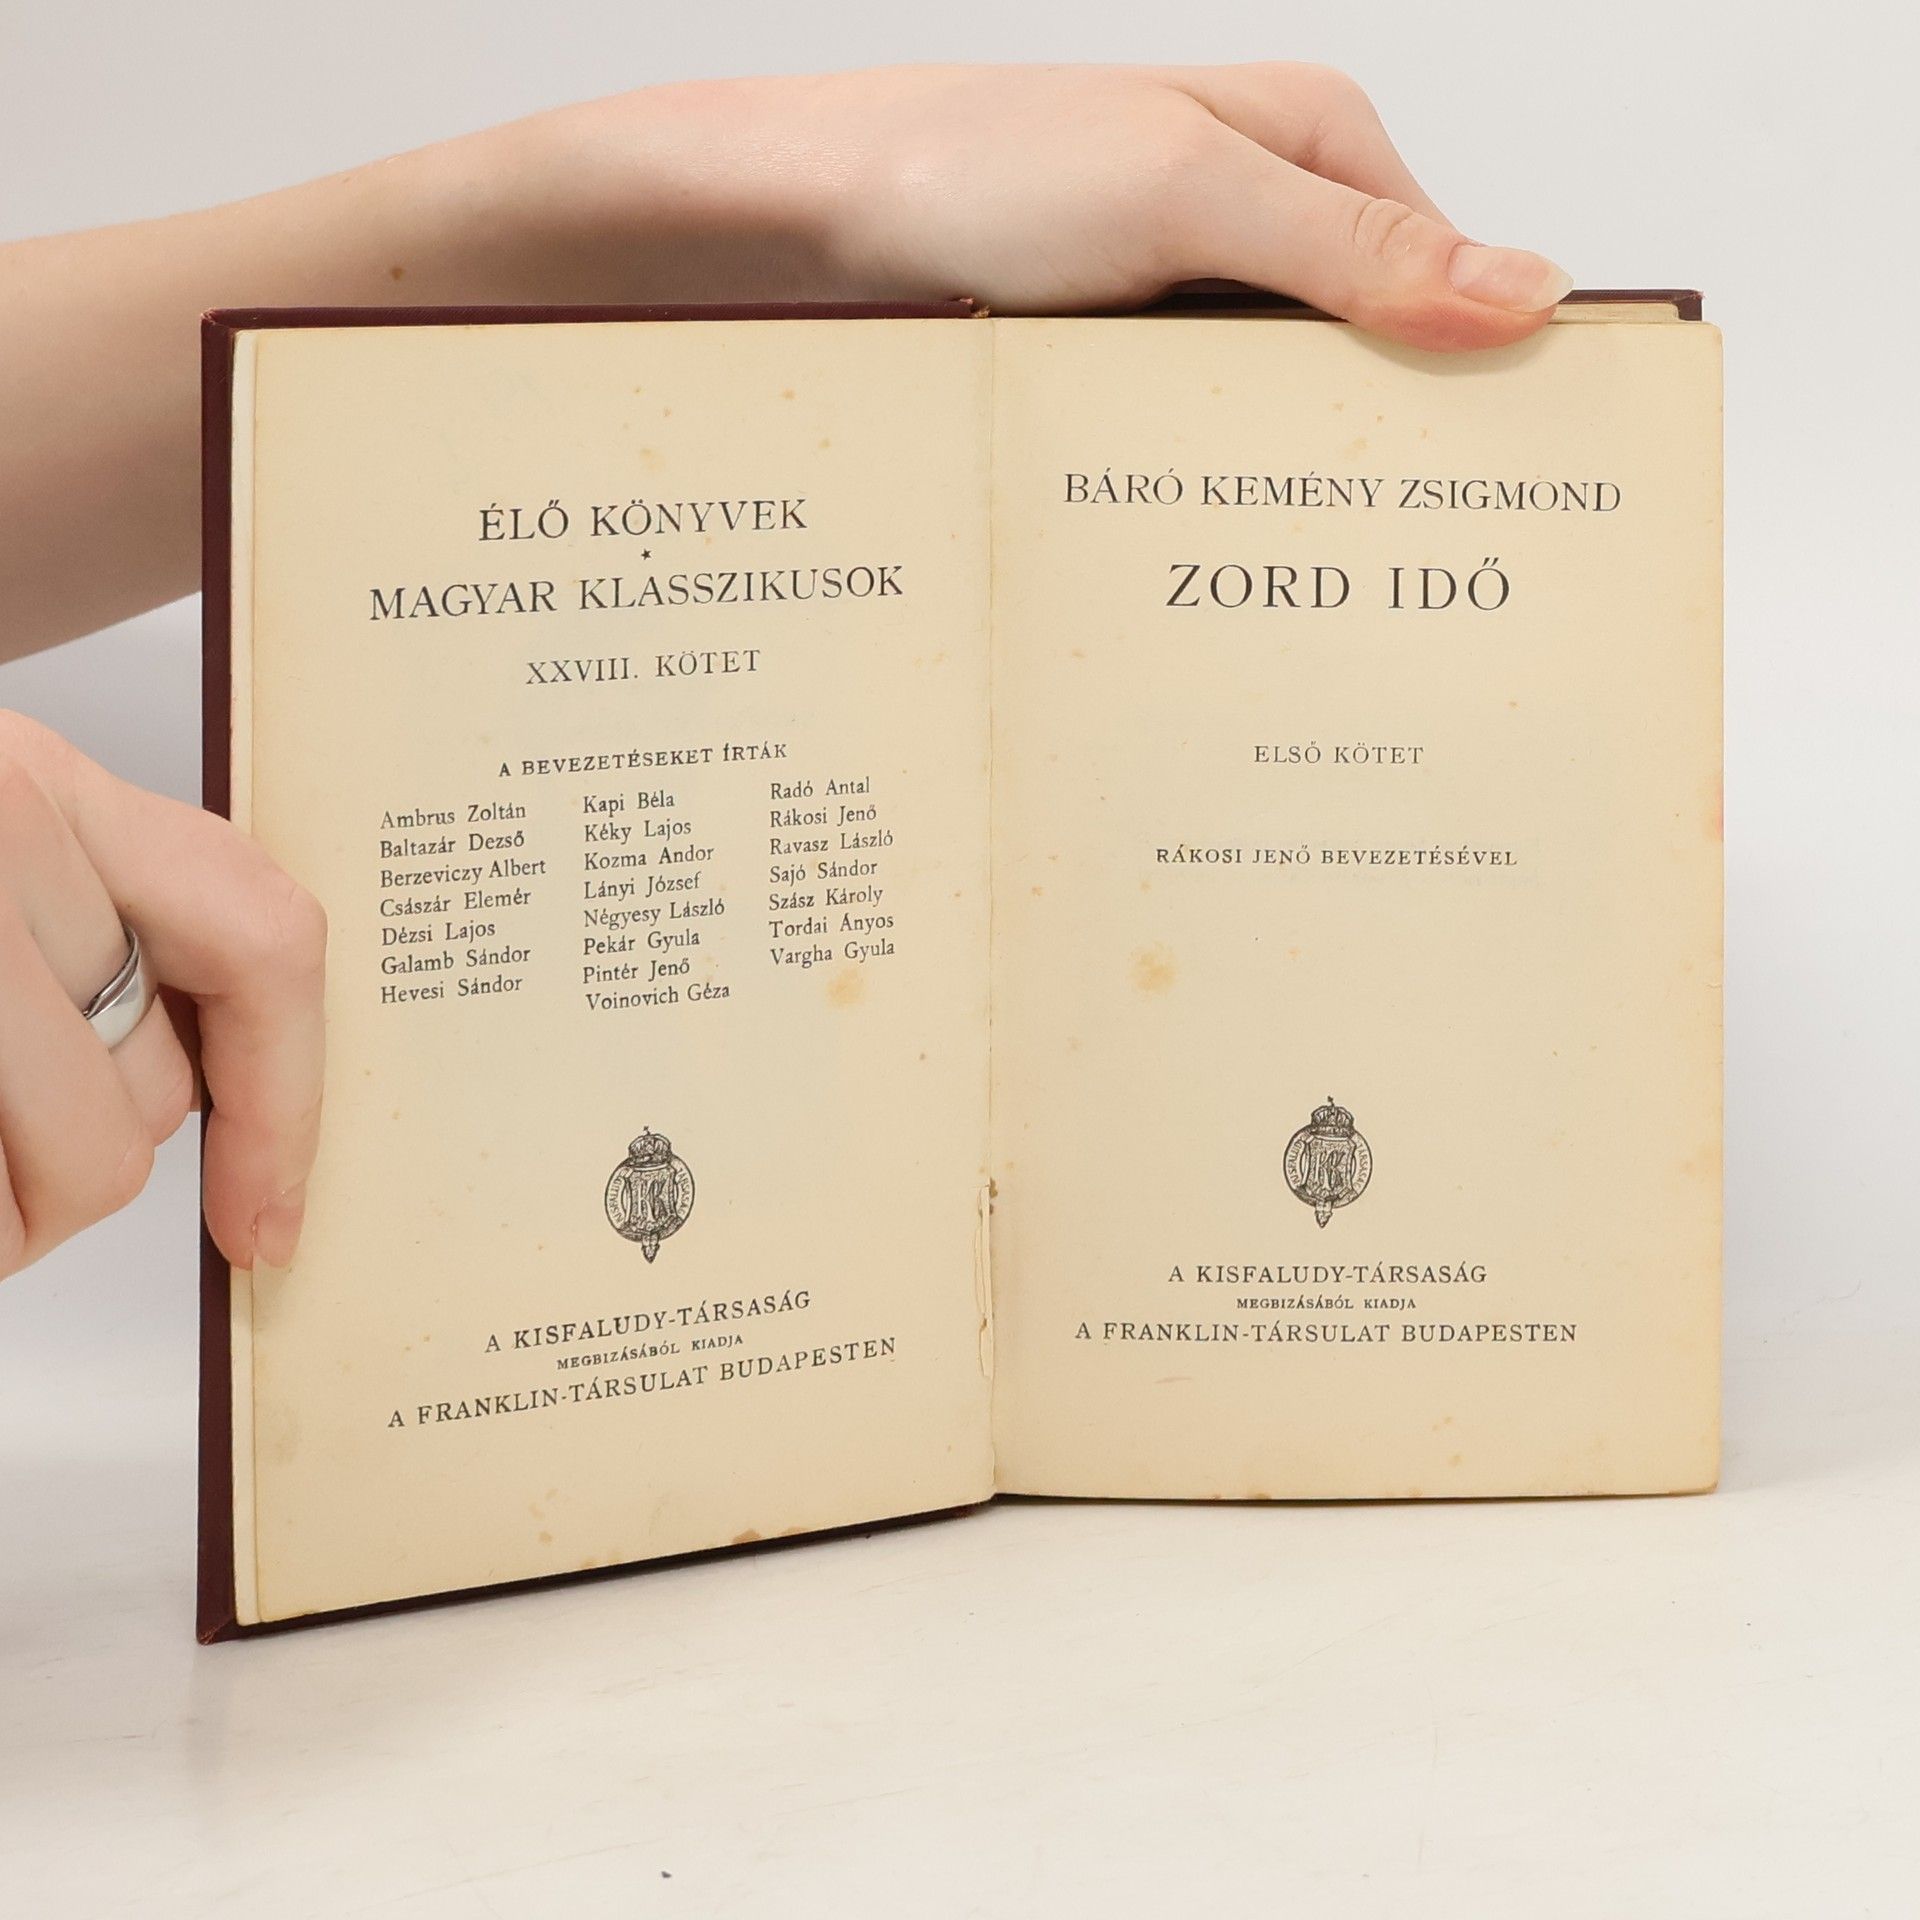 ÉLŐ KÖNYVEK
★
MAGYAR KLASSZIKUSOK
XXVIII. KÖTET
A BEVEZETÉSEKET ÍRTÁK
Ambrus Zoltán
Baltazár Dezső
Berzeviczy Albert
Császár Elemér
Dézsi Lajos
Galamb Sándor
Hevesi Sándor
Kapi Béla
Kéky Lajos
Kozma Andor
Lányi József
Négyesy László
Pekár Gyula
Pintér Jenő
Voinovich Géza
Radó Antal
Rákosi Jenő
Ravasz László
Sajó Sándor
Szász Károly
Tordai Ányos
Vargha Gyula
KISFALUDY TÁRSASÁG
A KISFALUDY-TÁRSASÁG
MEGBIZÁSÁBÓL KIADJA
A FRANKLIN-TÁRSULAT BUDAPESTEN
BÁRÓ KEMÉNY ZSIGMOND
ZORD IDŐ
ELSŐ KÖTET
RÁKOSI JENŐ BEVEZETÉSÉVEL
KISFALUDY TÁRSASÁG
A KISFALUDY-TÁRSASÁG
MEGBIZÁSÁBÓL KIADJA
A FRANKLIN-TÁRSULAT BUDAPESTEN